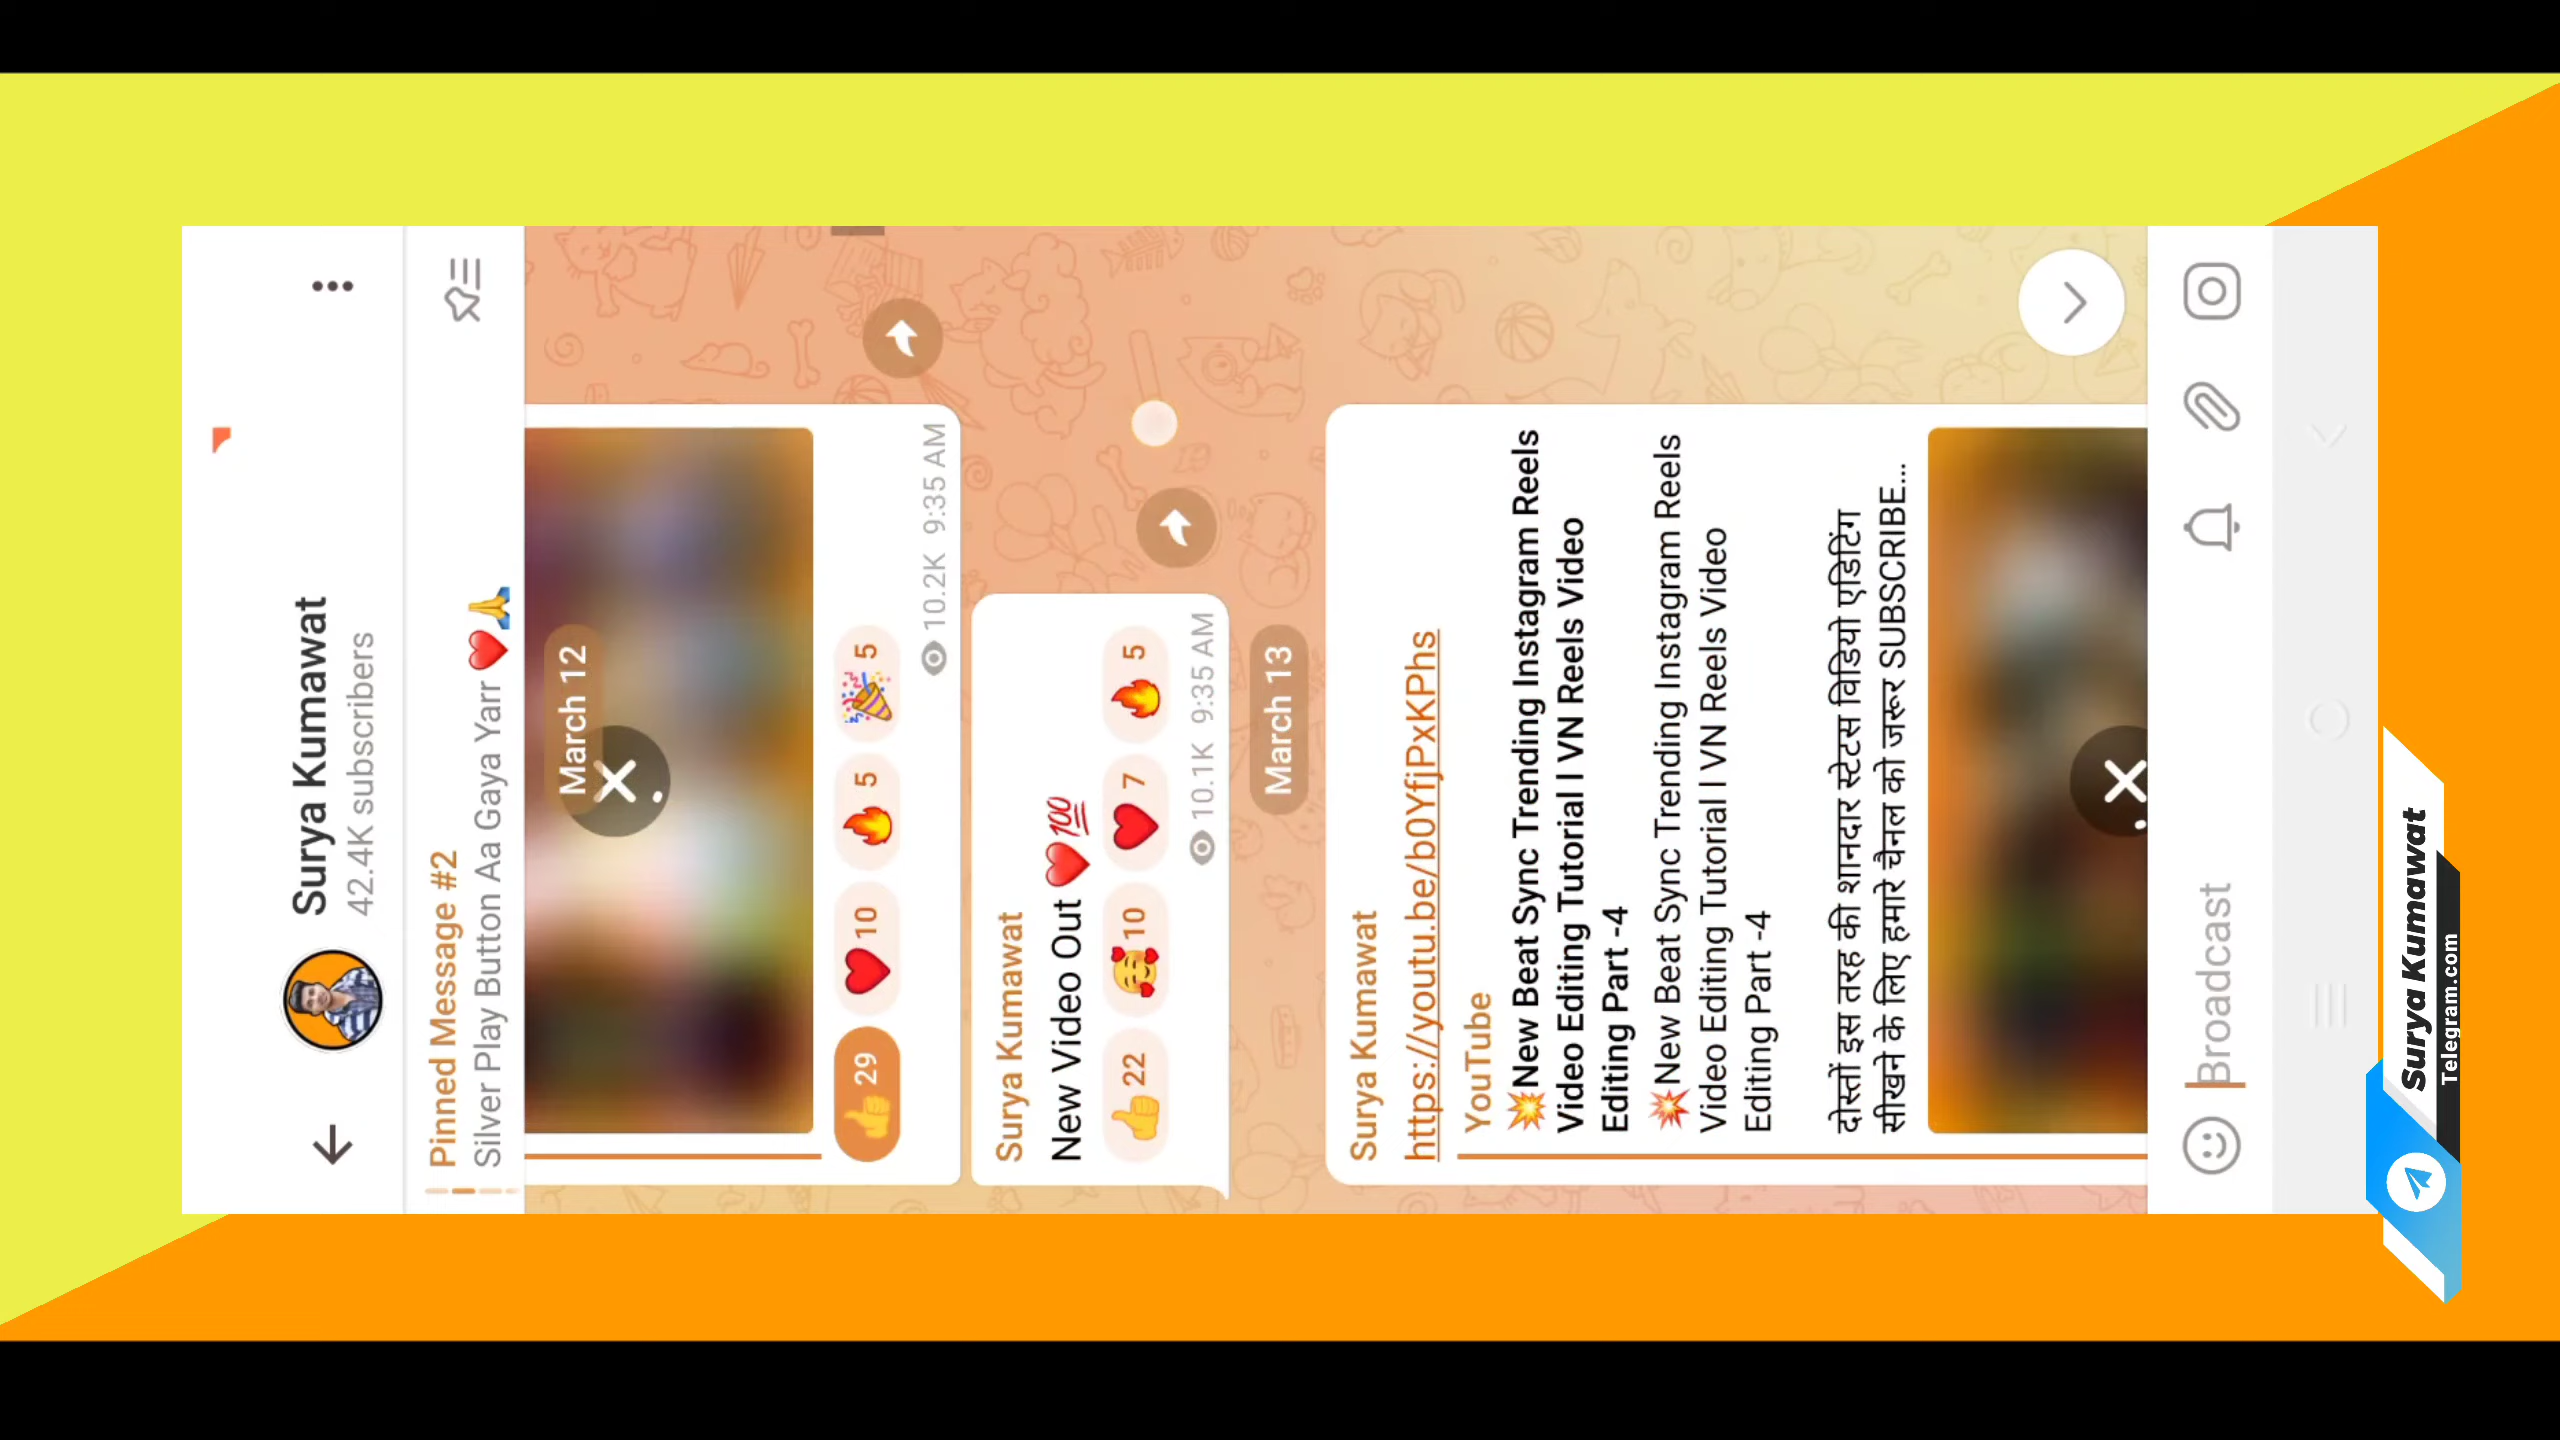 Surya Kumawat
42.4K subscribers
Pinned Message #2
Silver Play Button Aa Gaya Yarr ❤️🙏
March 12
👍 29 ❤️ 10 🔥 5 🎉 5
10.2K 9:35 AM
Surya Kumawat
New Video Out ❤️💯
👍 22 🥰 10 ❤️ 7 🔥 5
10.1K 9:35 AM
March 13
Surya Kumawat
https://youtu.be/b0YfjPxKPhs
YouTube
💥New Beat Sync Trending Instagram Reels
Video Editing Tutorial l VN Reels Video
Editing Part -4
💥New Beat Sync Trending Instagram Reels
Video Editing Tutorial l VN Reels Video
Editing Part -4
दोस्तों इस तरह की शानदार स्टेटस विडियो एडिटिंग
सीखने के लिए हमारे चैनल को जरूर SUBSCRIBE...
Broadcast
Surya Kumawat
Telegram.com